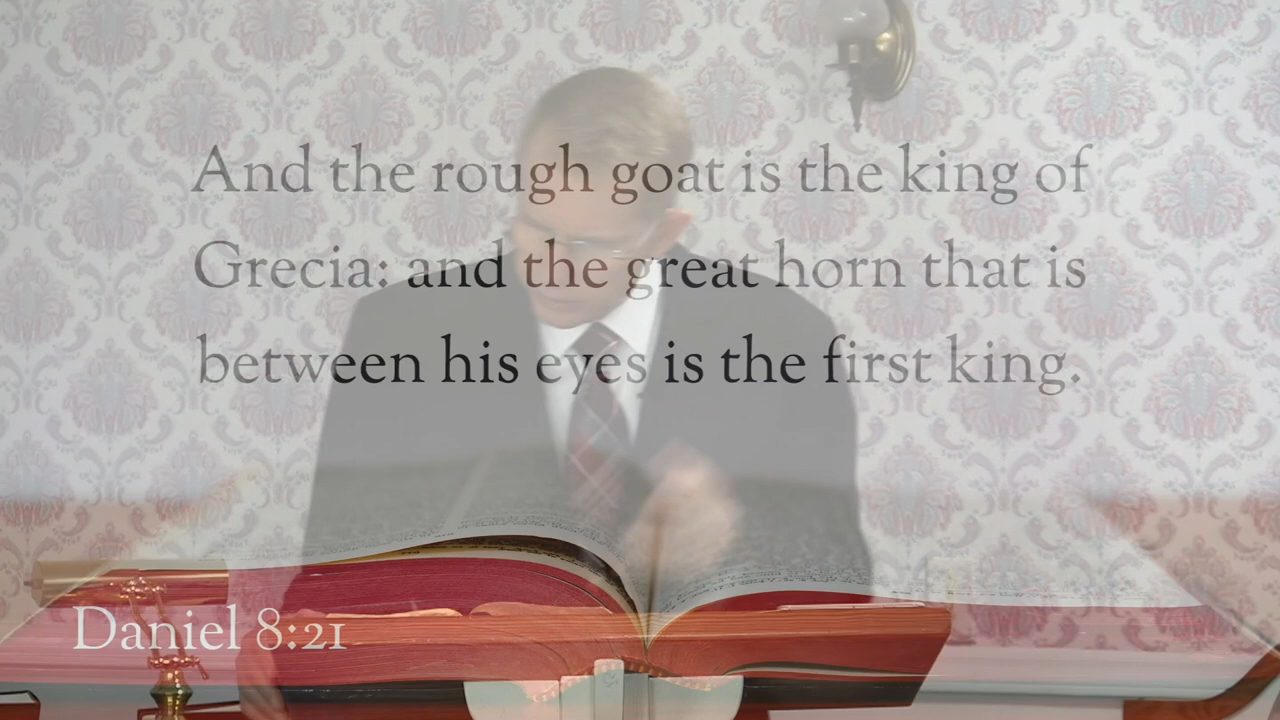 And the rough goat is the king of
Grecia: and the great horn that is
between his eyes is the first king.
Daniel 8:21